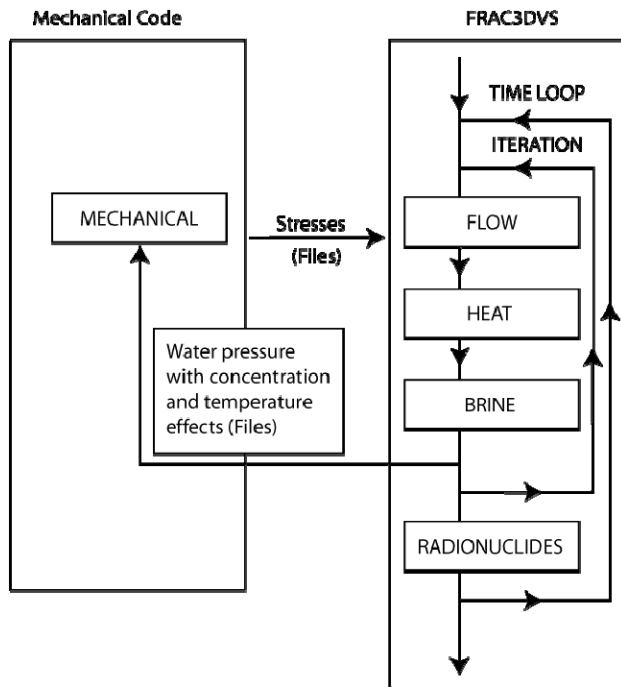 Mechanical Code
FRAC3DVS
TIME LOOP
ITERATION
MECHANICAL
Stresses
(Files)
FLOW
HEAT
Water pressure
with concentration
and temperature
effects (Files)
BRINE
RADIONUCLIDES